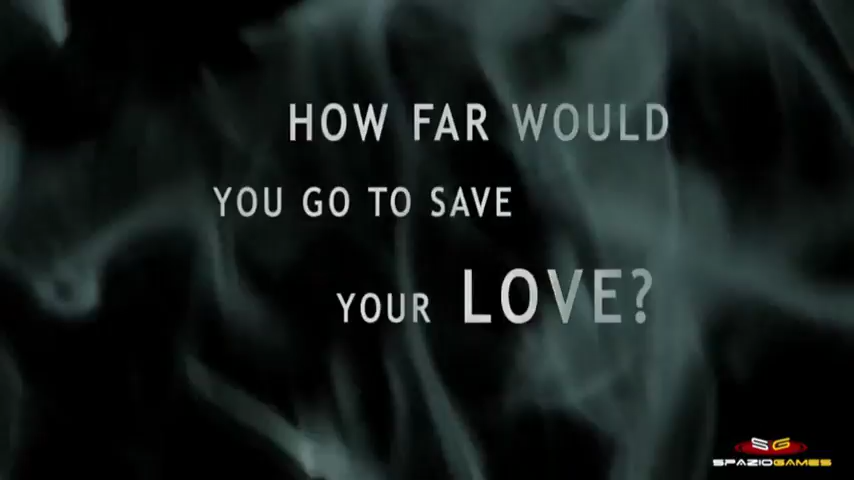 HOW FAR WOULD
YOU GO TO SAVE
YOUR LOVE?
SG
SPAZIOGAMES